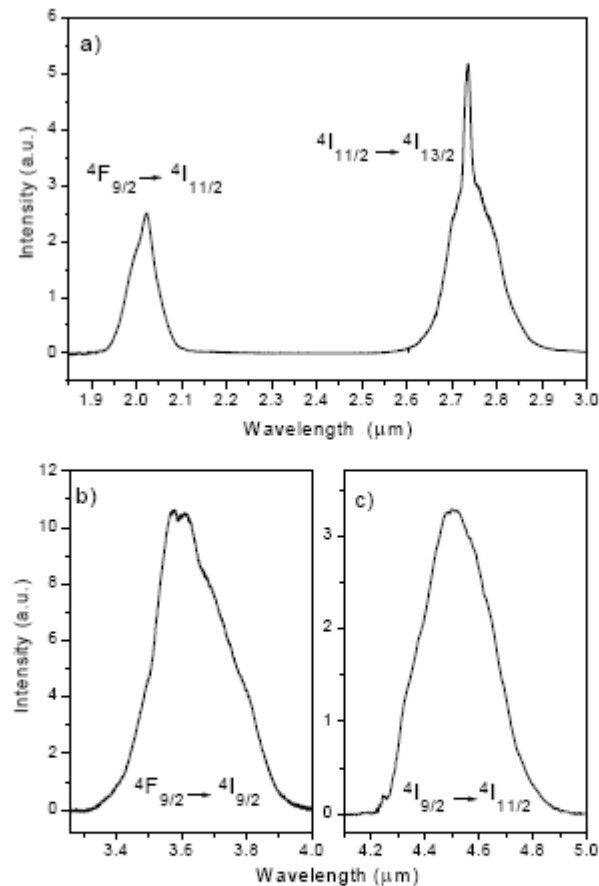 a)
6
5
4
3
2
1
0
Intensity (a.u.)
⁴F₉/₂ → ⁴I₁₁/₂
⁴I₁₁/₂ → ⁴I₁₃/₂
1.9 2.0 2.1 2.2 2.3 2.4 2.5 2.6 2.7 2.8 2.9 3.0
Wavelength (μm)
b)
12
10
8
6
4
2
0
Intensity (a.u.)
⁴F₉/₂ → ⁴I₉/₂
3.4 3.6 3.8 4.0
c)
3
2
1
0
⁴I₉/₂ → ⁴I₁₁/₂
4.2 4.4 4.6 4.8 5.0
Wavelength (μm)